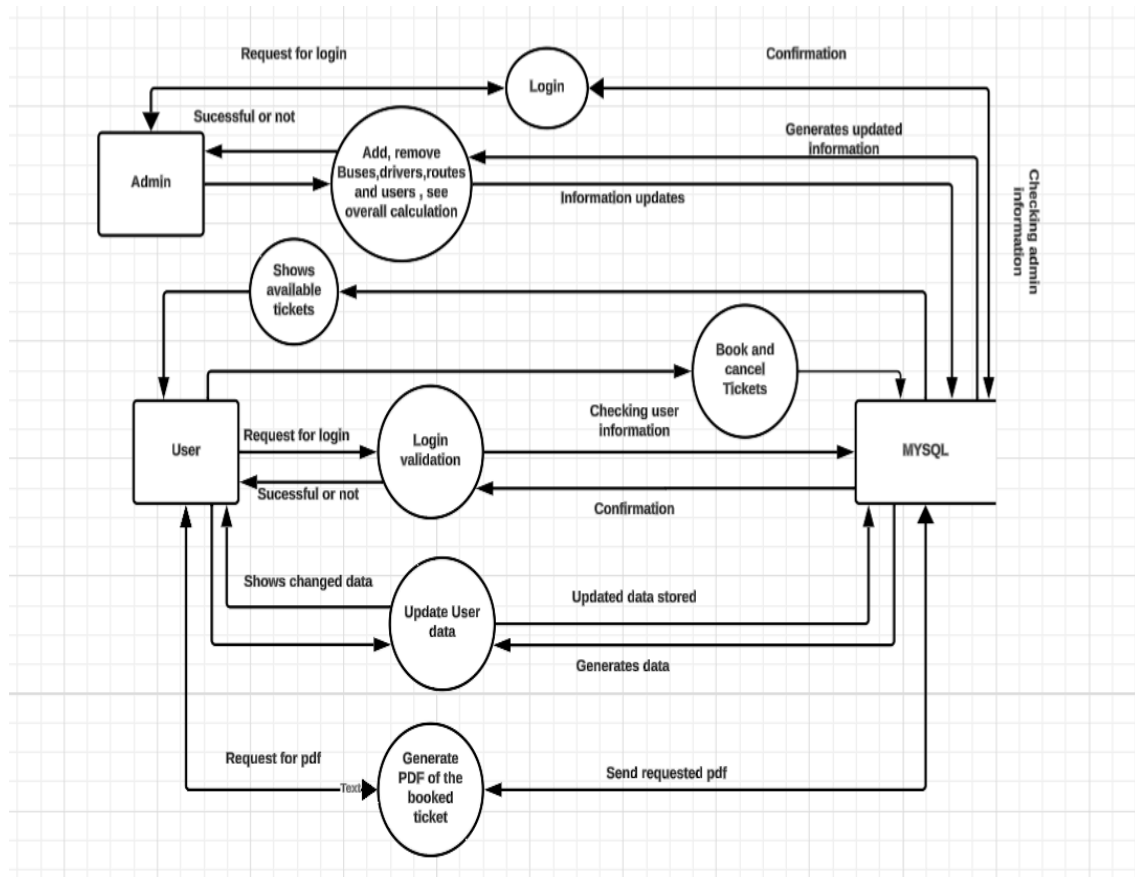 Request for login
Login
Confirmation
Sucessful or not
Admin
Add, remove
Buses,drivers,routes
and users , see
overall calculation
Generates updated
information
Information updates
Checking admin
information
Shows
available
tickets
Book and
cancel
Tickets
User
Request for login
Login
validation
Checking user
information
MYSQL
Sucessful or not
Confirmation
Shows changed data
Update User
data
Updated data stored
Generates data
Request for pdf
Text
Generate
PDF of the
booked
ticket
Send requested pdf